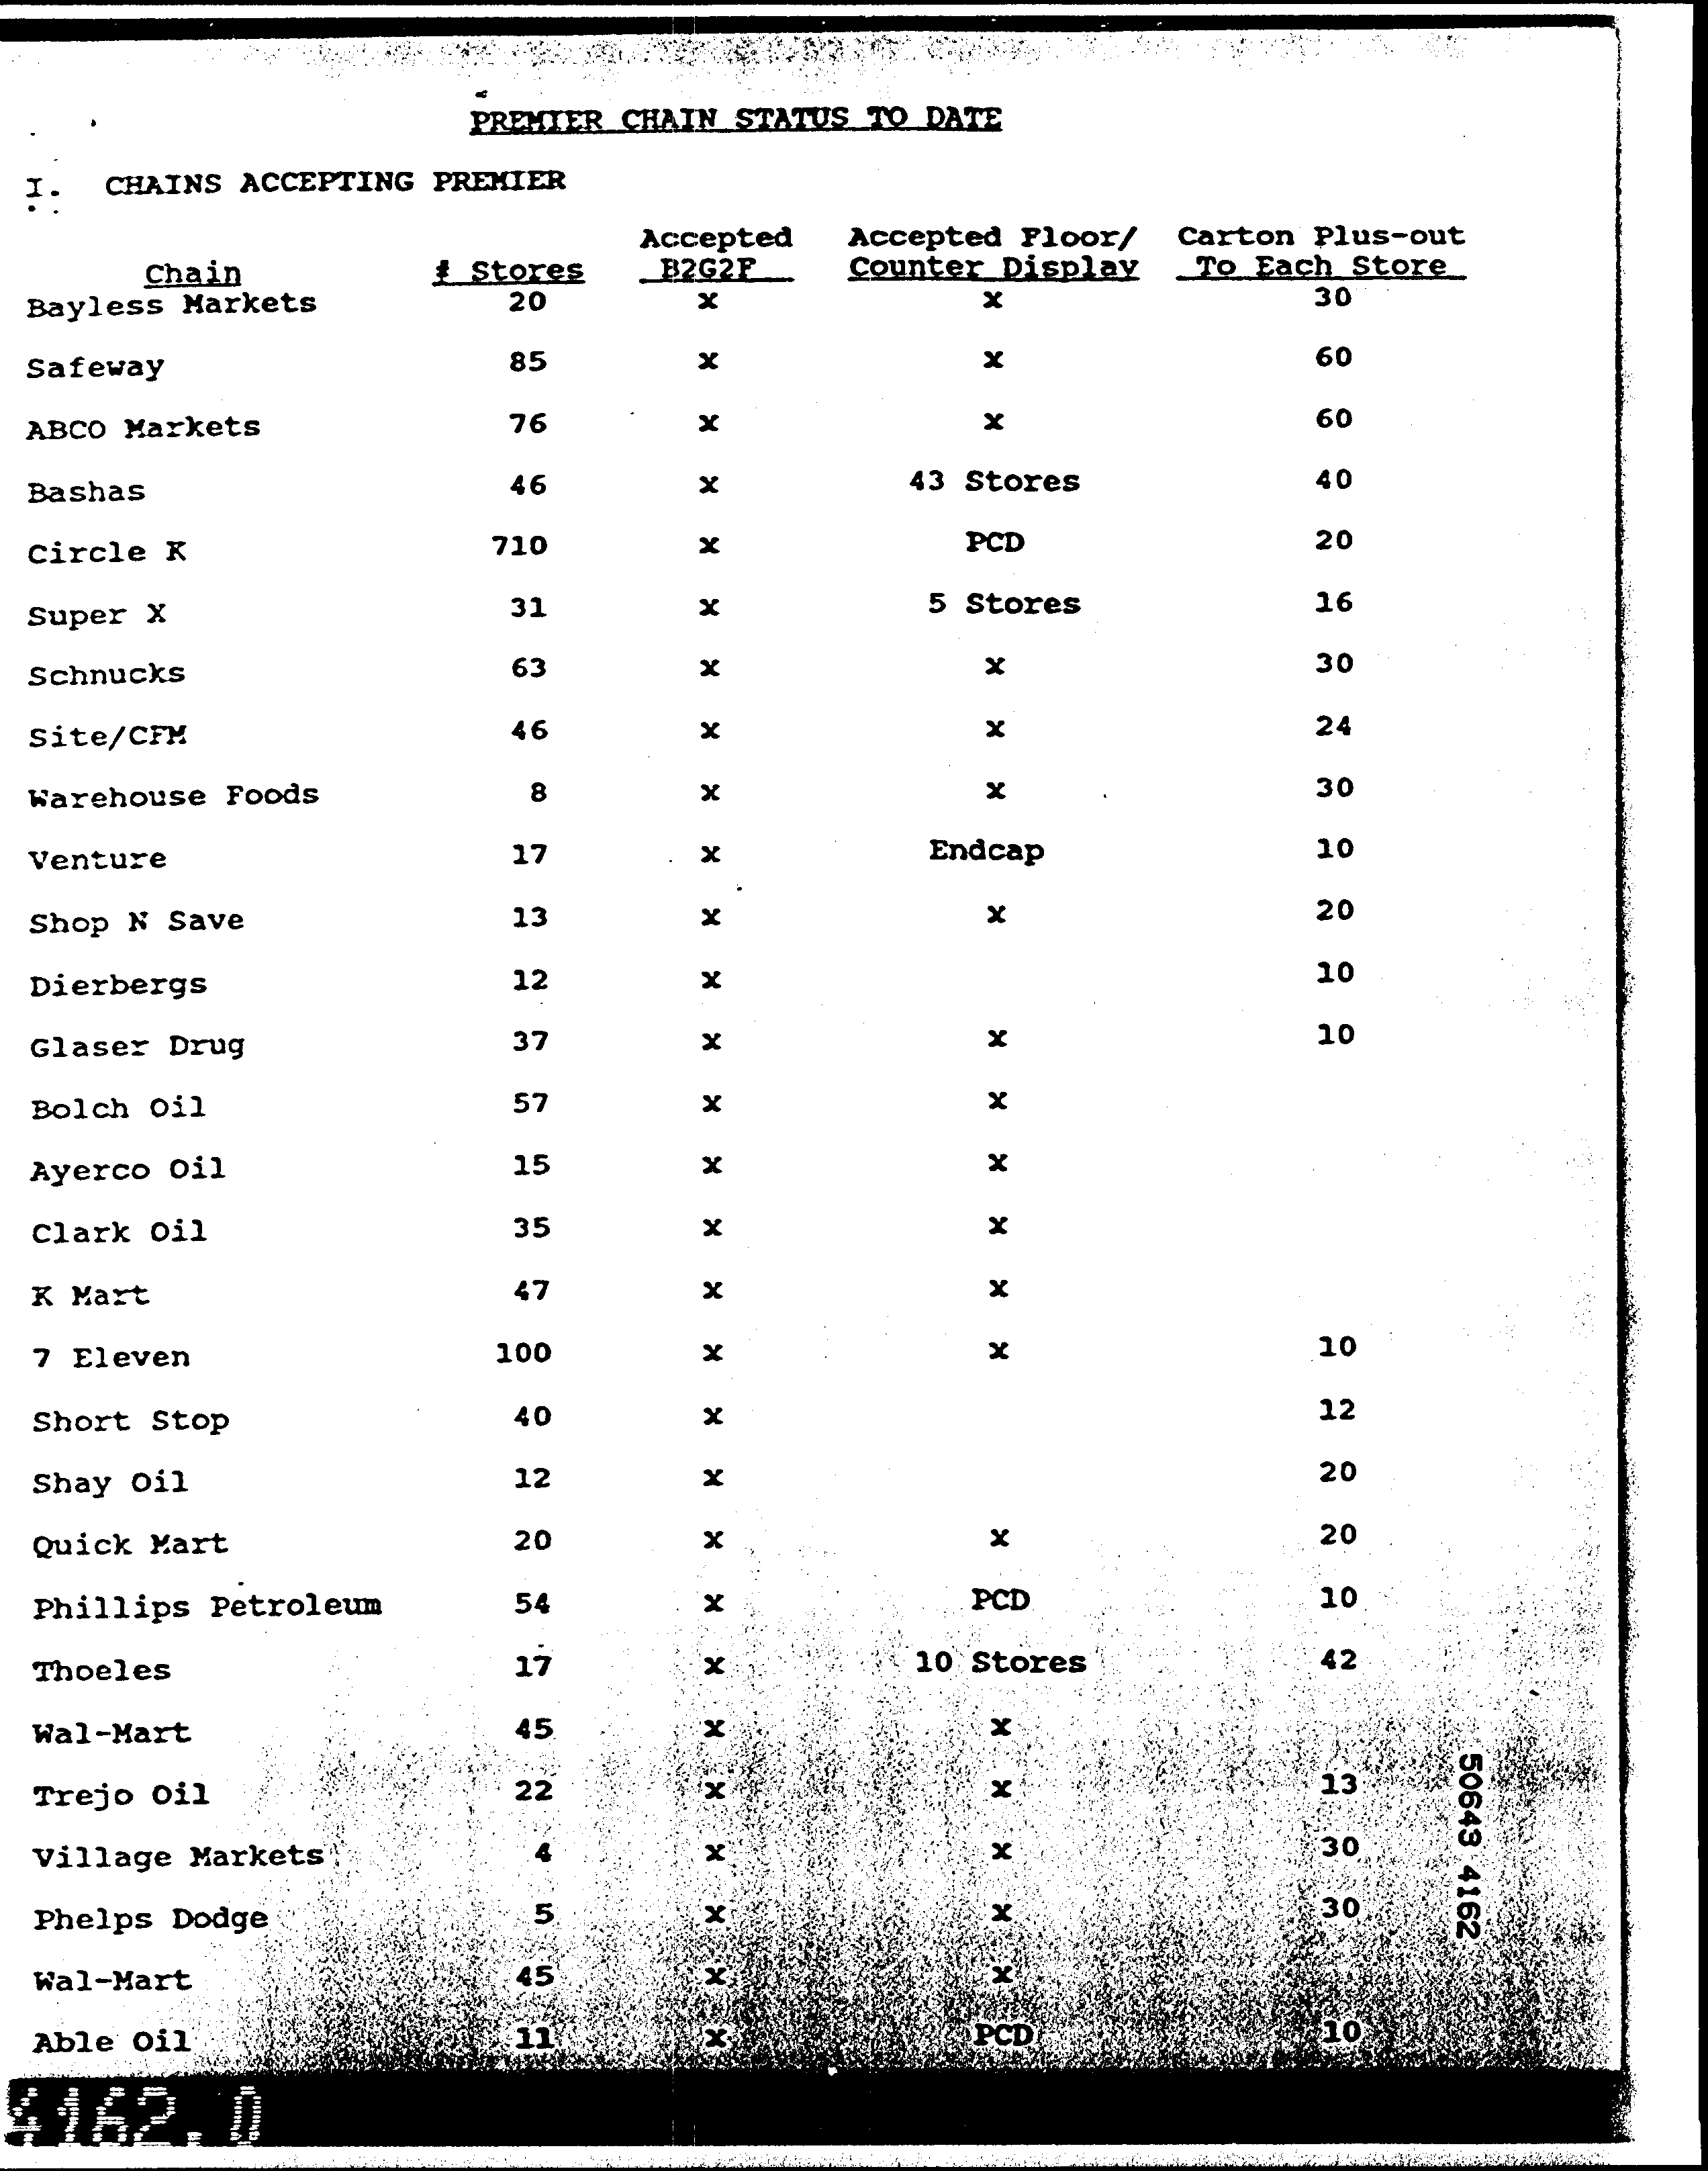 PREMIER CHAIN STATUS TO DATE
I. CHAINS ACCEPTING PREMIER
Accepted Accepted Floor/ Carton Plus-out
Chain # Stores B2G2F Counter Display To Each Store
Bayless Markets 20 x x 30
Safeway 85 x x 60
ABCO Markets 76 x x 60
Bashas 46 x 43 Stores 40
Circle K 710 x PCD 20
Super X 31 x 5 Stores 16
Schnucks 63 x x 30
Site/CFM 46 x x 24
Warehouse Foods 8 x x 30
Venture 17 x Endcap 10
Shop N Save 13 x x 20
Dierbergs 12 x 10
Glaser Drug 37 x x 10
Bolch Oil 57 x x
Ayerco Oil 15 x x
Clark Oil 35 x x
K Mart 47 x x
7 Eleven 100 x x 10
Short Stop 40 x 12
Shay Oil 12 x 20
Quick Mart 20 x x 20
Phillips Petroleum 54 x PCD 10
Thoeles 17 x 10 Stores 42
Wal-Mart 45 x x
Trejo Oil 22 x x 13
Village Markets 4 x x 30
Phelps Dodge 5 x x 30
Wal-Mart 45 x x
Able Oil 11 x PCD 10
50643 4162